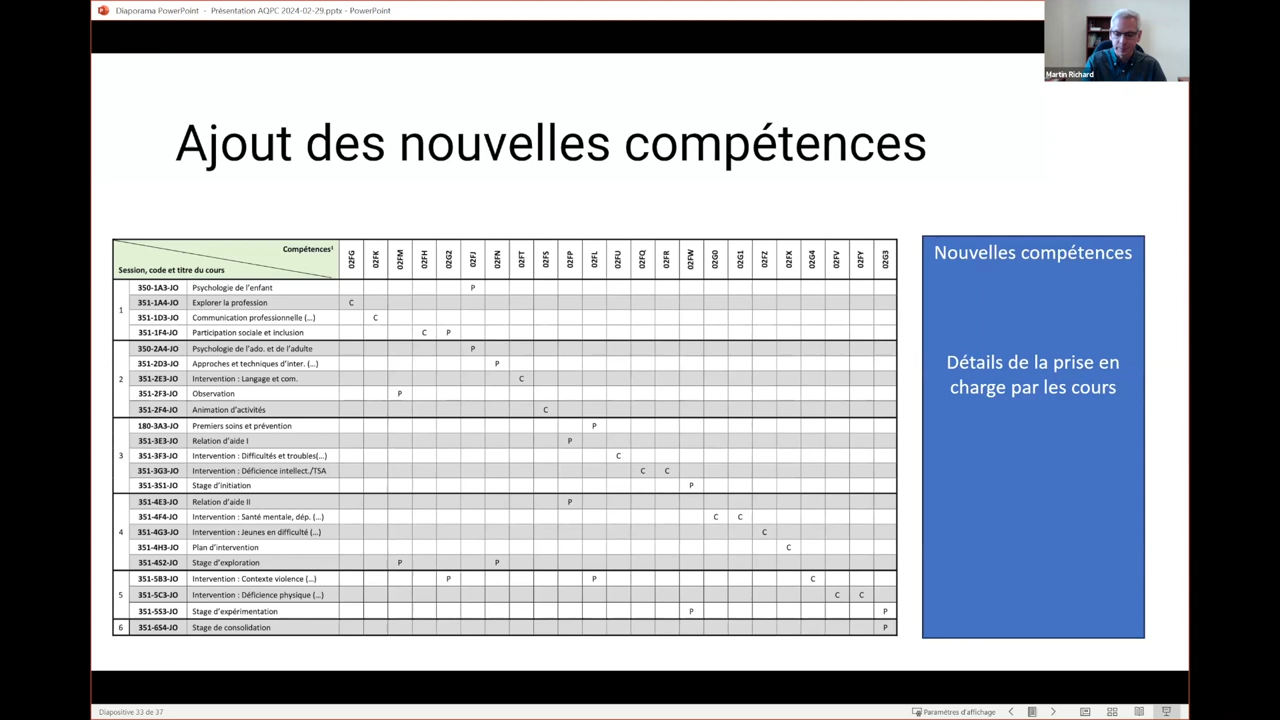 Diaporama PowerPoint - Présentation AQPC 2024-02-29.pptx - PowerPoint
Martin Richard
Ajout des nouvelles compétences
Compétences¹
Session, code et titre du cours
02FG 02FK 02FM 02FH 02G2 02FJ 02FN 02FT 02FS 02FP 02FL 02FU 02FQ 02FR 02FW 02G0 02G1 02FZ 02FX 02G4 02FV 02FY 02G3
1
350-1A3-JO Psychologie de l'enfant P
351-1A4-JO Explorer la profession C
351-1D3-JO Communication professionnelle (...) C
351-1F4-JO Participation sociale et inclusion C P
2
350-2A4-JO Psychologie de l'ado. et de l'adulte P
351-2D3-JO Approches et techniques d'inter. (...) P
351-2E3-JO Intervention : Langage et com. C
351-2F3-JO Observation P
351-2F4-JO Animation d'activités C
3
180-3A3-JO Premiers soins et prévention P
351-3E3-JO Relation d'aide I P
351-3F3-JO Intervention : Difficultés et troubles(...) C
351-3G3-JO Intervention : Déficience intellect./TSA C C
351-3S1-JO Stage d'initiation P
4
351-4E3-JO Relation d'aide II P
351-4F4-JO Intervention : Santé mentale, dép. (...) C C
351-4G3-JO Intervention : Jeunes en difficulté (...) C
351-4H3-JO Plan d'intervention C
351-4S2-JO Stage d'exploration P P
5
351-5B3-JO Intervention : Contexte violence (...) P P C
351-5C3-JO Intervention : Déficience physique (...) C C
351-5S3-JO Stage d'expérimentation P P
6
351-6S4-JO Stage de consolidation P
Nouvelles compétences
Détails de la prise en
charge par les cours
Diapositive 33 de 37
Paramètres d'affichage